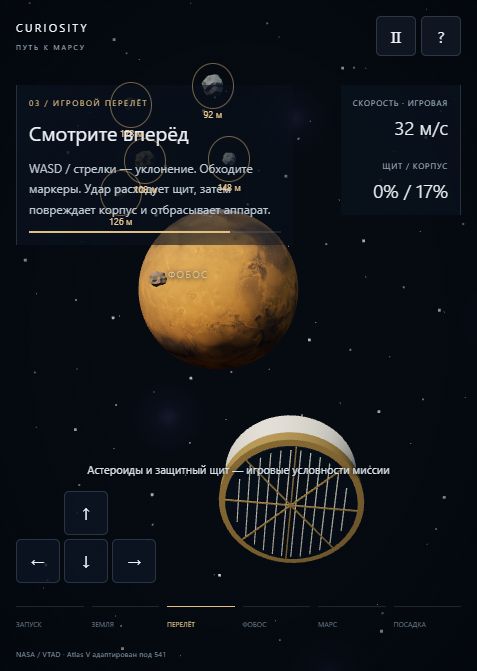 CURIOSITY
ПУТЬ К МАРСУ
II
?
03 / ИГРОВОЙ ПЕРЕЛЁТ
Смотрите вперёд
WASD / стрелки — уклонение. Обходите
маркеры. Удар расходует щит, затем
повреждает корпус и отбрасывает аппарат.
СКОРОСТЬ · ИГРОВАЯ
32 м/с
ЩИТ / КОРПУС
0% / 17%
92 м
148 м
126 м
ФОБОС
Астероиды и защитный щит — игровые условности миссии
↑
← ↓ →
ЗАПУСК ЗЕМЛЯ ПЕРЕЛЁТ ФОБОС МАРС ПОСАДКА
NASA / VTAD · Atlas V адаптирован под 541